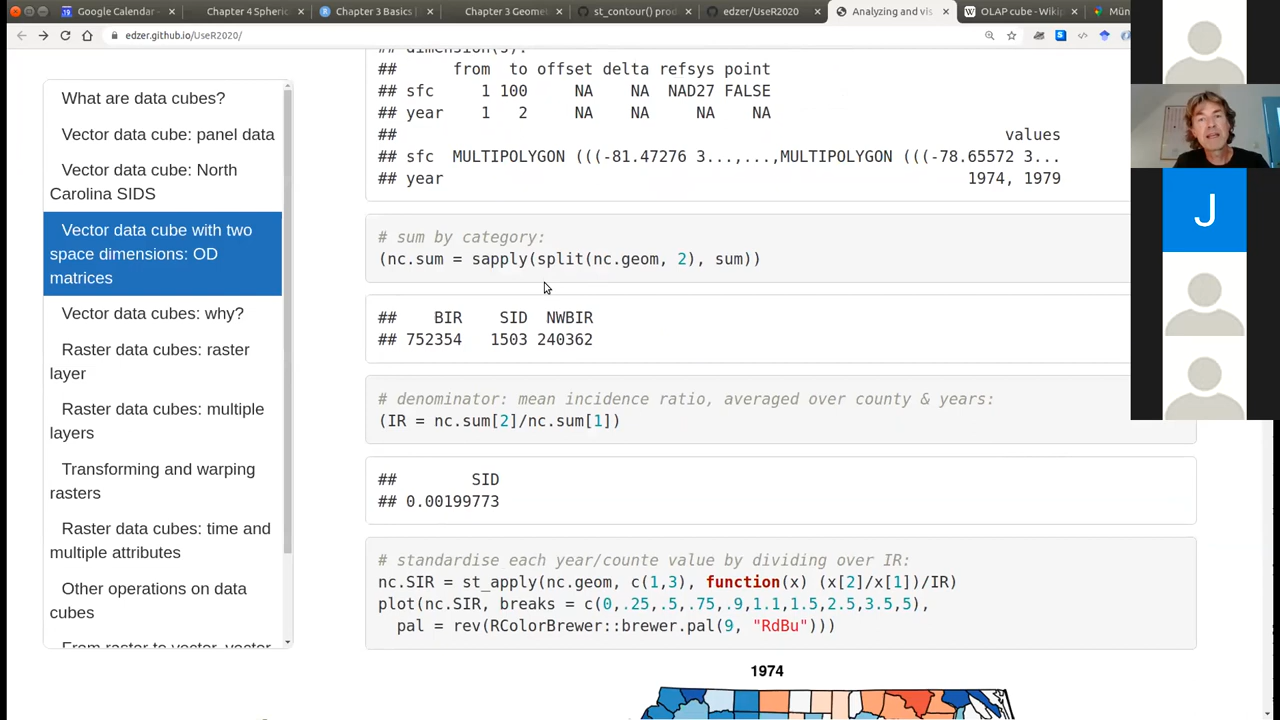 Google Calendar -
Chapter 4 Spheric
Chapter 3 Basics
Chapter 3 Geomet
st_contour() prod
edzer/UseR2020
Analyzing and vis
OLAP cube - Wikip
Mün
edzer.github.io/UseR2020/
What are data cubes?
Vector data cube: panel data
Vector data cube: North
Carolina SIDS
Vector data cube with two
space dimensions: OD
matrices
Vector data cubes: why?
Raster data cubes: raster
layer
Raster data cubes: multiple
layers
Transforming and warping
rasters
Raster data cubes: time and
multiple attributes
Other operations on data
cubes
From raster to vector, vector
## dimension(s):
## from to offset delta refsys point
## sfc 1 100 NA NA NAD27 FALSE
## year 1 2 NA NA NA NA
## values
## sfc MULTIPOLYGON (((-81.47276 3...,...,MULTIPOLYGON (((-78.65572 3...
## year 1974, 1979
# sum by category:
(nc.sum = sapply(split(nc.geom, 2), sum))
## BIR SID NWBIR
## 752354 1503 240362
# denominator: mean incidence ratio, averaged over county & years:
(IR = nc.sum[2]/nc.sum[1])
## SID
## 0.00199773
# standardise each year/counte value by dividing over IR:
nc.SIR = st_apply(nc.geom, c(1,3), function(x) (x[2]/x[1])/IR)
plot(nc.SIR, breaks = c(0,.25,.5,.75,.9,1.1,1.5,2.5,3.5,5),
pal = rev(RColorBrewer::brewer.pal(9, "RdBu")))
1974
J